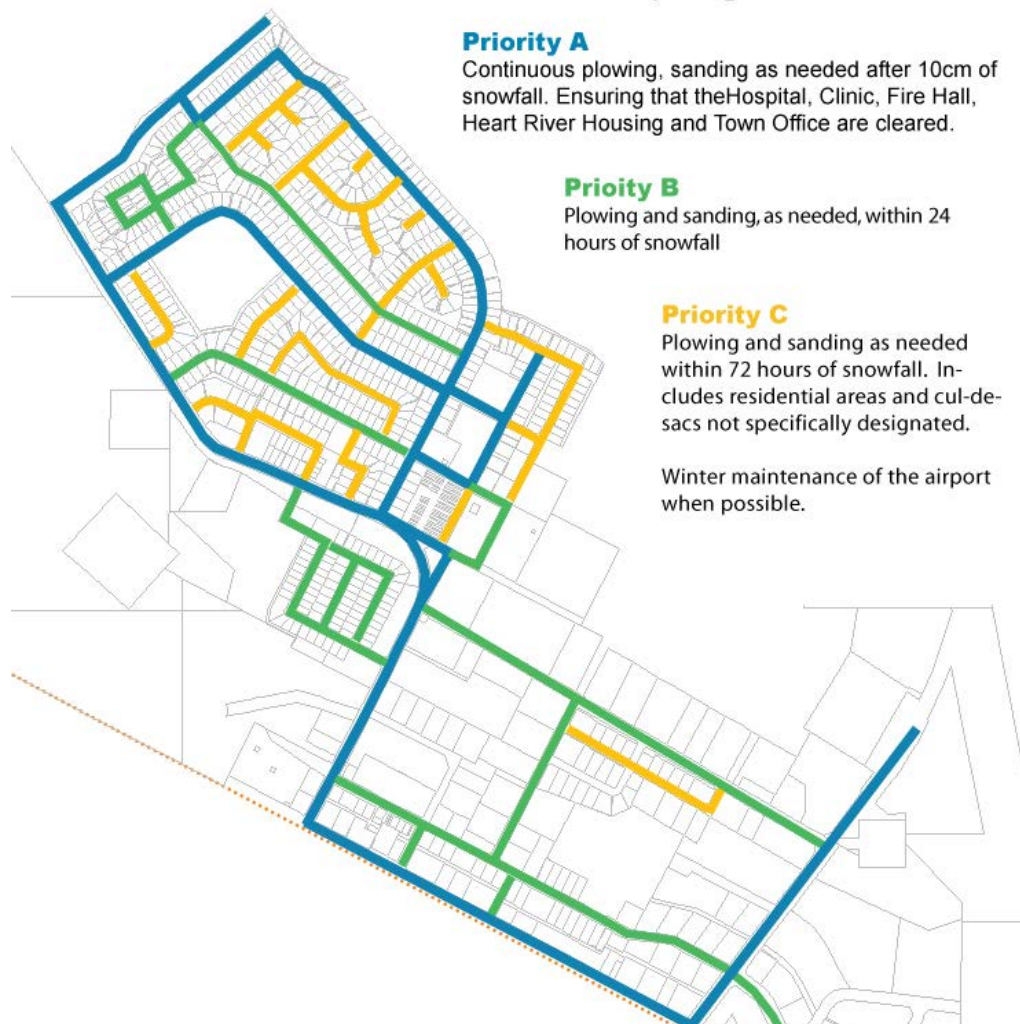 Priority A
Continuous plowing, sanding as needed after 10cm of
snowfall. Ensuring that theHospital, Clinic, Fire Hall,
Heart River Housing and Town Office are cleared.
Prioity B
Plowing and sanding, as needed, within 24
hours of snowfall
Priority C
Plowing and sanding as needed
within 72 hours of snowfall. In-
cludes residential areas and cul-de-
sacs not specifically designated.
Winter maintenance of the airport
when possible.